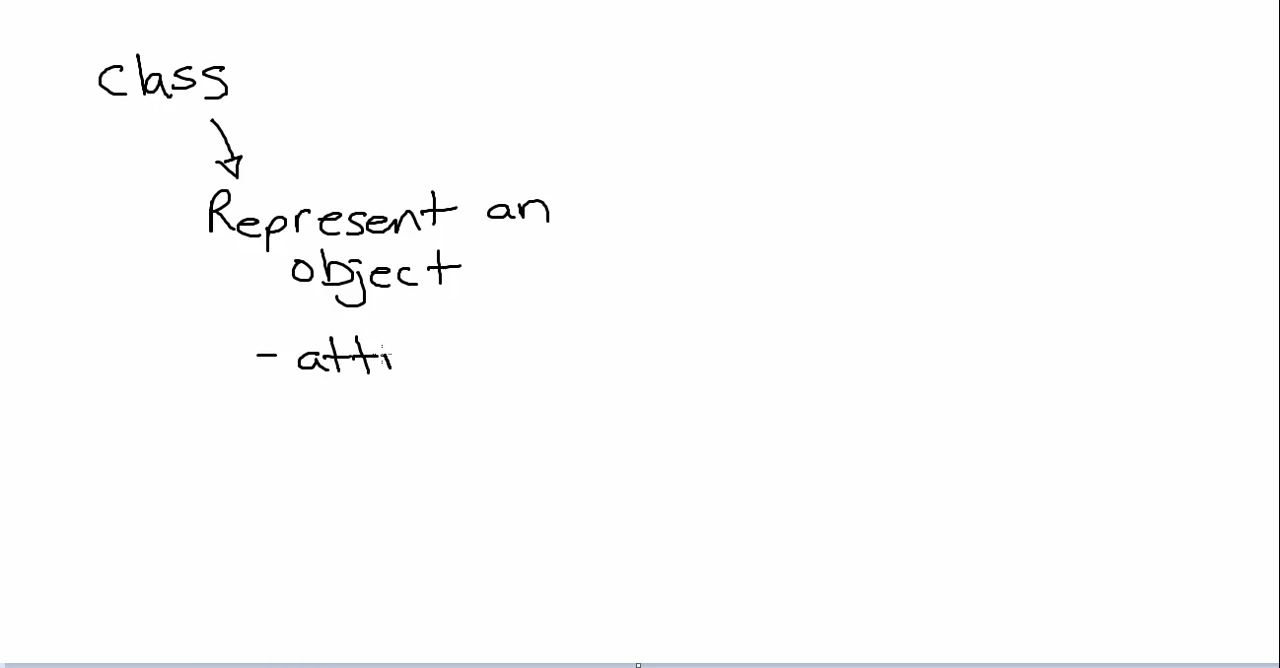 class
Represent an
object
- atti